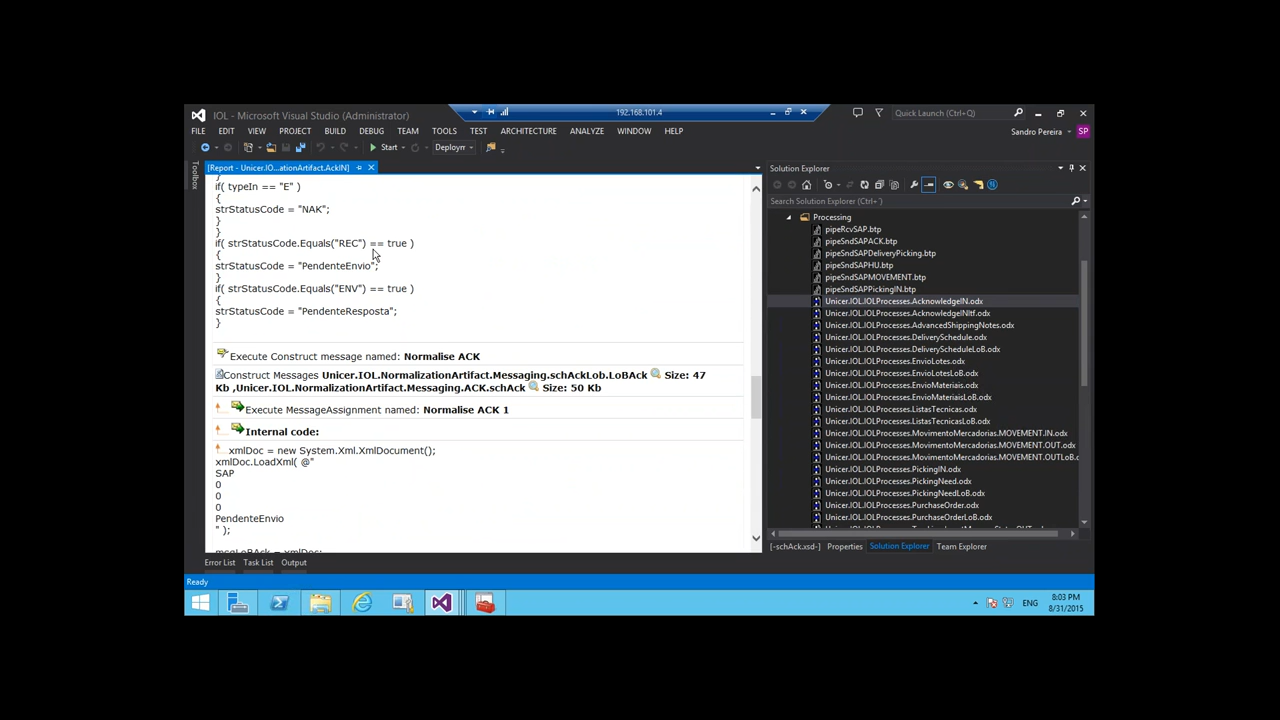 192.168.101.4
IOL - Microsoft Visual Studio (Administrator)
Quick Launch (Ctrl+Q)
FILE EDIT VIEW PROJECT BUILD DEBUG TEAM TOOLS TEST ARCHITECTURE ANALYZE WINDOW HELP
Sandro Pereira SP
Start Deployrr
Toolbox
[Report - Unicer.IO...ationArtifact.AckIN]
}
if( typeIn == "E" )
{
strStatusCode = "NAK";
}
}
if( strStatusCode.Equals("REC") == true )
{
strStatusCode = "PendenteEnvio";
}
if( strStatusCode.Equals("ENV") == true )
{
strStatusCode = "PendenteResposta";
}
Execute Construct message named: Normalise ACK
Construct Messages Unicer.IOL.NormalizationArtifact.Messaging.schAckLob.LoBAck Size: 47
Kb ,Unicer.IOL.NormalizationArtifact.Messaging.ACK.schAck Size: 50 Kb
Execute MessageAssignment named: Normalise ACK 1
Internal code:
xmlDoc = new System.Xml.XmlDocument();
xmlDoc.LoadXml( @"
SAP
0
0
0
PendenteEnvio
" );
msgLoBAck = xmlDoc;
Solution Explorer
Search Solution Explorer (Ctrl+')
Processing
pipeRcvSAP.btp
pipeSndSAPACK.btp
pipeSndSAPDeliveryPicking.btp
pipeSndSAPHU.btp
pipeSndSAPMOVEMENT.btp
pipeSndSAPPickingIN.btp
Unicer.IOL.IOLProcesses.AcknowledgeIN.odx
Unicer.IOL.IOLProcesses.AcknowledgeINItf.odx
Unicer.IOL.IOLProcesses.AdvancedShippingNotes.odx
Unicer.IOL.IOLProcesses.DeliverySchedule.odx
Unicer.IOL.IOLProcesses.DeliveryScheduleLoB.odx
Unicer.IOL.IOLProcesses.EnvioLotes.odx
Unicer.IOL.IOLProcesses.EnvioLotesLoB.odx
Unicer.IOL.IOLProcesses.EnvioMateriais.odx
Unicer.IOL.IOLProcesses.EnvioMateriaisLoB.odx
Unicer.IOL.IOLProcesses.ListasTecnicas.odx
Unicer.IOL.IOLProcesses.ListasTecnicasLoB.odx
Unicer.IOL.IOLProcesses.MovimentoMercadorias.MOVEMENT.IN.odx
Unicer.IOL.IOLProcesses.MovimentoMercadorias.MOVEMENT.OUT.odx
Unicer.IOL.IOLProcesses.MovimentoMercadorias.MOVEMENT.OUTLoB.o
Unicer.IOL.IOLProcesses.PickingIN.odx
Unicer.IOL.IOLProcesses.PickingNeed.odx
Unicer.IOL.IOLProcesses.PickingNeedLoB.odx
Unicer.IOL.IOLProcesses.PurchaseOrder.odx
Unicer.IOL.IOLProcesses.PurchaseOrderLoB.odx
[-schAck.xsd-] Properties Solution Explorer Team Explorer
Error List Task List Output
Ready
ENG
8:03 PM
8/31/2015